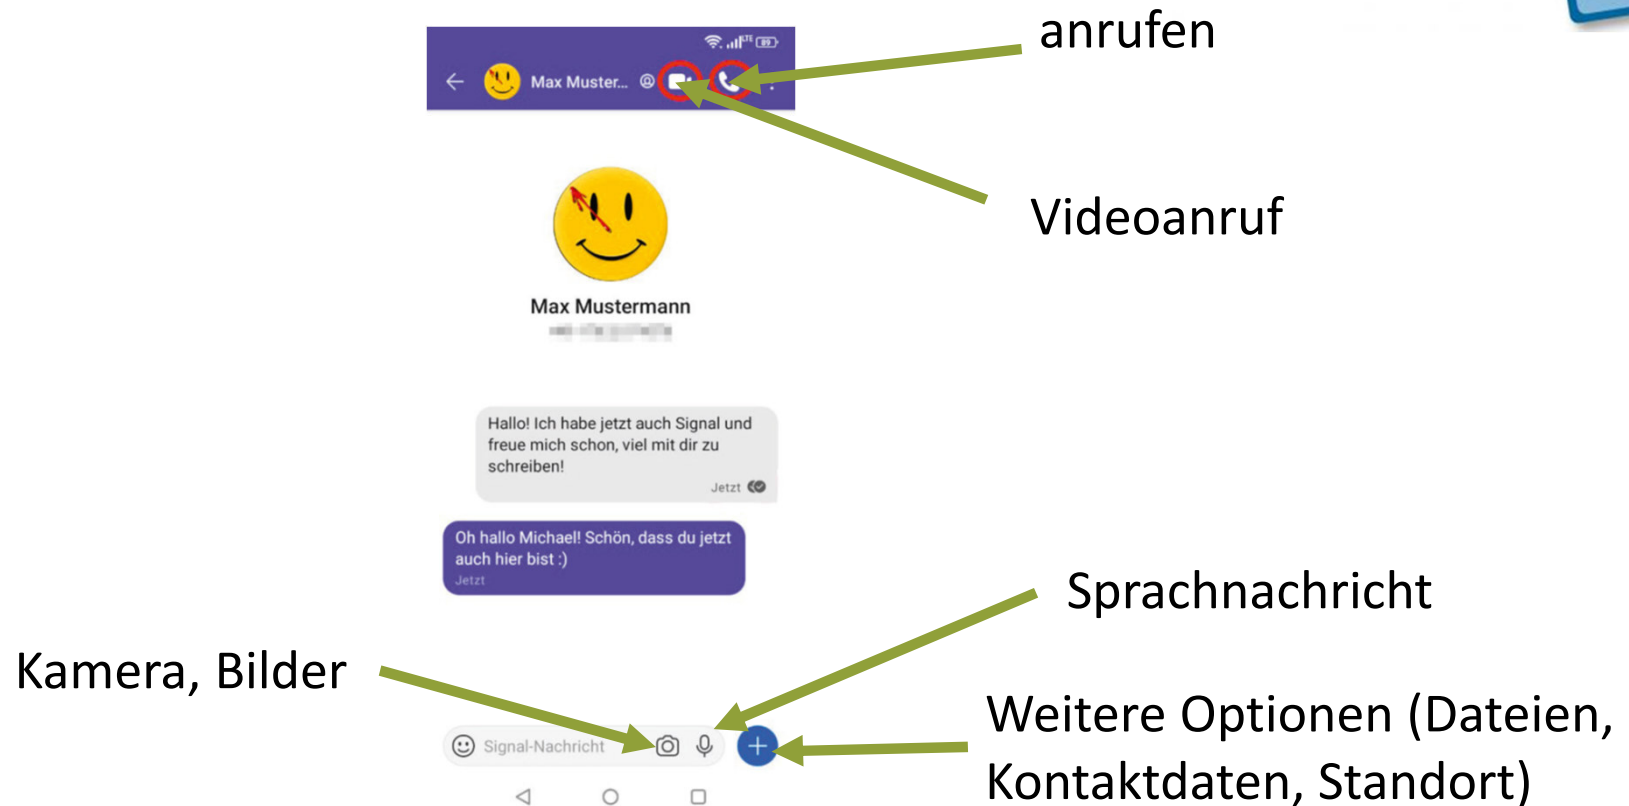 anrufen
LTE 89
Max Muster...
Videoanruf
Max Mustermann
Hallo! Ich habe jetzt auch Signal und
freue mich schon, viel mit dir zu
schreiben!
Jetzt
Oh hallo Michael! Schön, dass du jetzt
auch hier bist :)
Jetzt
Sprachnachricht
Kamera, Bilder
Weitere Optionen (Dateien,
Kontaktdaten, Standort)
Signal-Nachricht